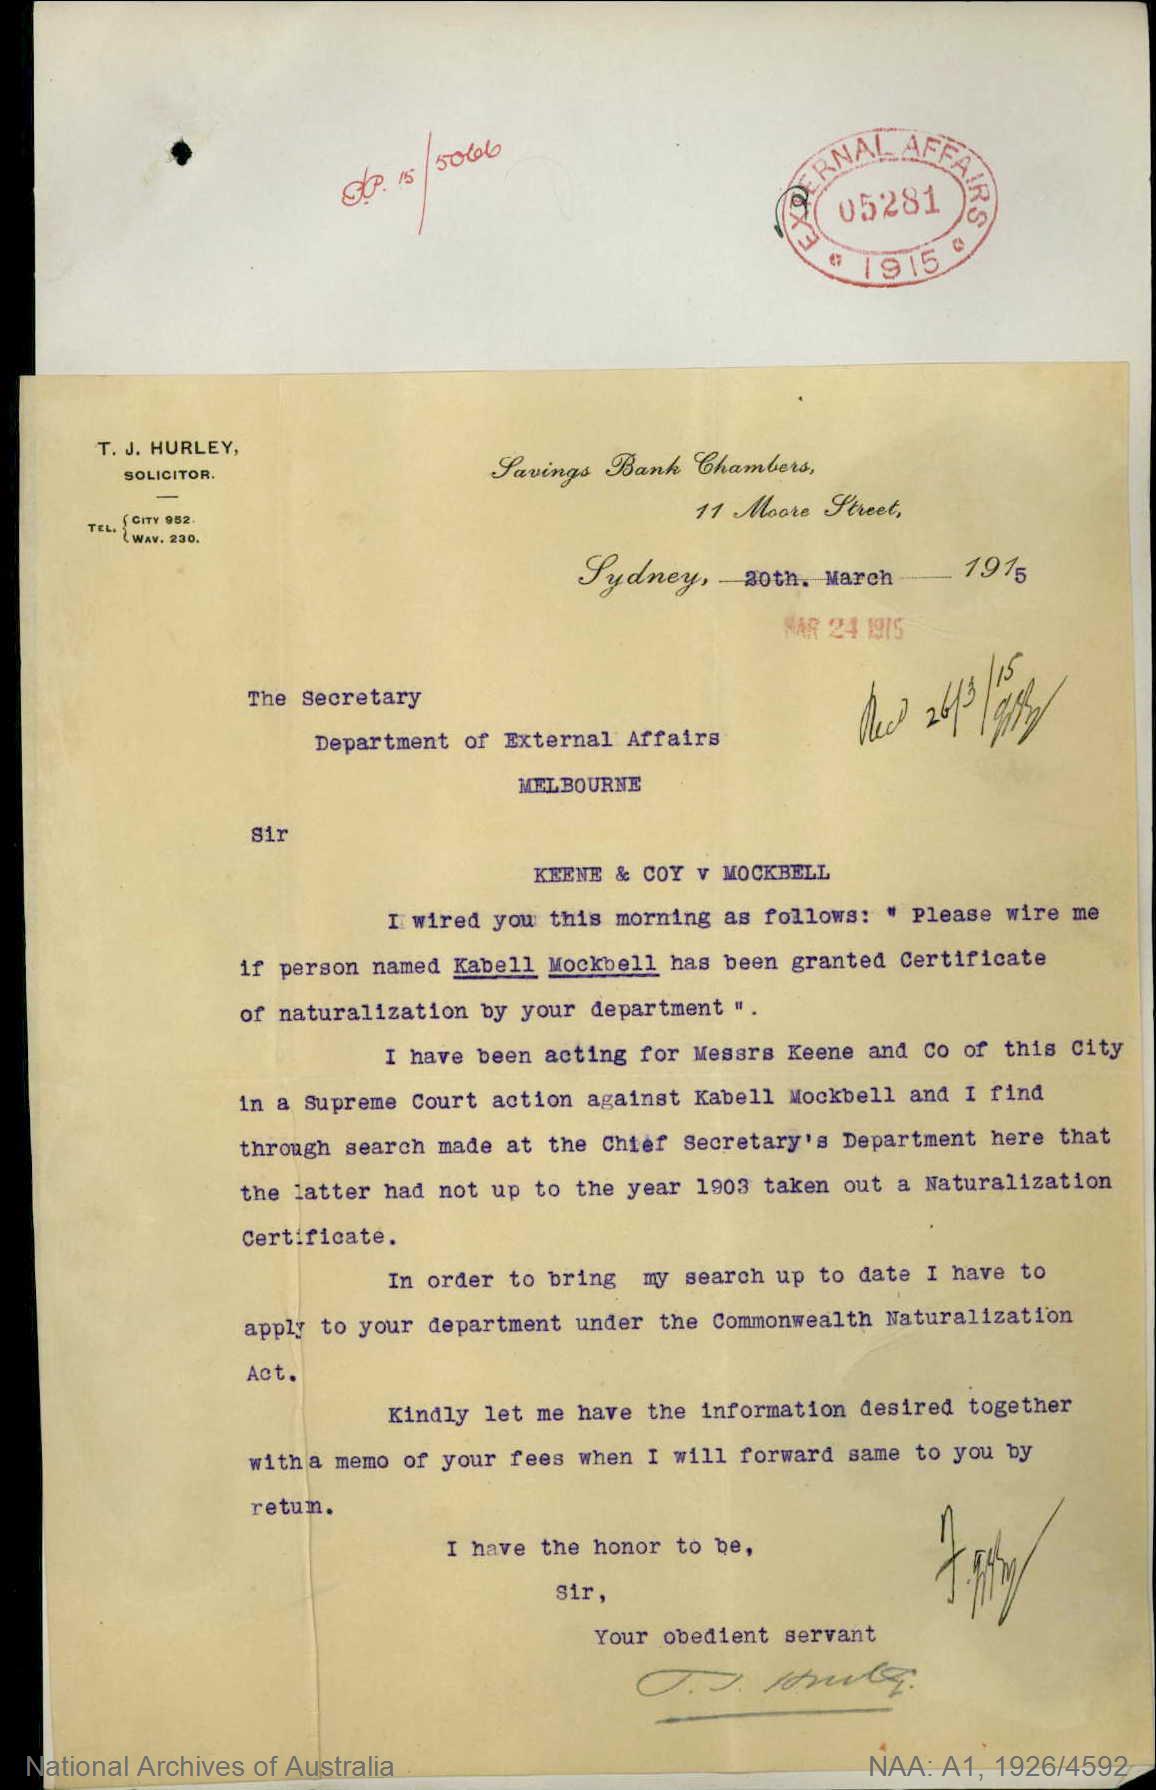 15/5066
EXTERNAL AFFAIRS
05281
1915
T. J. HURLEY,
SOLICITOR.
TEL. { CITY 952.
WAV. 230.
Savings Bank Chambers,
11 Moore Street,
Sydney, 20th. March 1915
MAR 24 1915
Recd 26/3/15
The Secretary
Department of External Affairs
MELBOURNE
Sir
KEENE & COY v MOCKBELL
I wired you this morning as follows: " Please wire me
if person named Kabell Mockbell has been granted Certificate
of naturalization by your department ".
I have been acting for Messrs Keene and Co of this City
in a Supreme Court action against Kabell Mockbell and I find
through search made at the Chief Secretary's Department here that
the latter had not up to the year 1903 taken out a Naturalization
Certificate.
In order to bring my search up to date I have to
apply to your department under the Commonwealth Naturalization
Act.
Kindly let me have the information desired together
with a memo of your fees when I will forward same to you by
retun.
I have the honor to be,
Sir,
Your obedient servant
T. J. Hurley.
National Archives of Australia
NAA: A1, 1926/4592